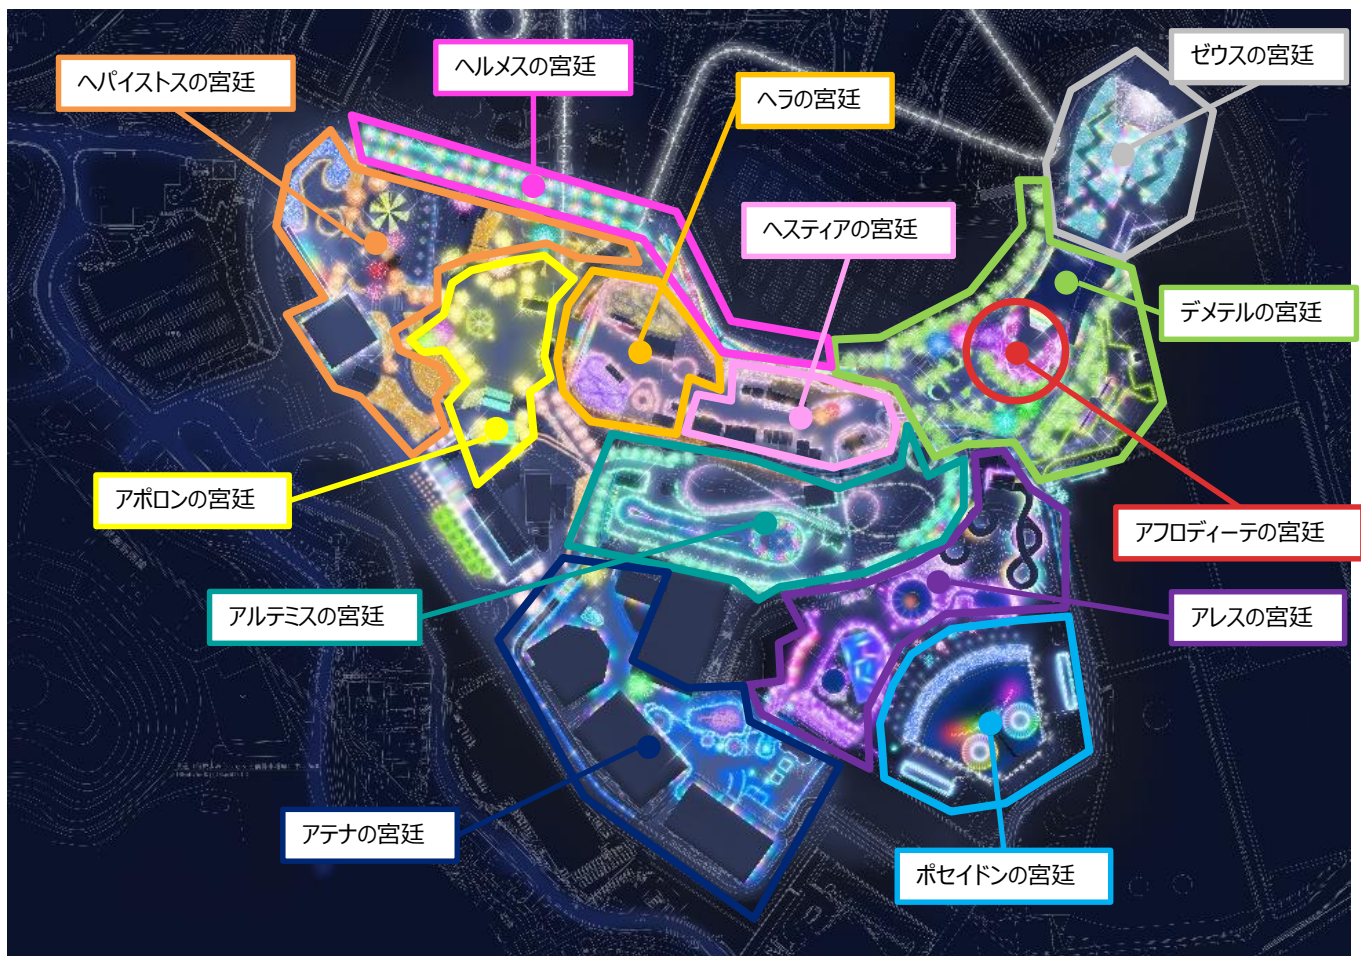 ゼウスの宮廷
ヘルメスの宮廷
ヘパイストスの宮廷
ヘラの宮廷
ヘスティアの宮廷
デメテルの宮廷
アポロンの宮廷
アフロディーテの宮廷
アルテミスの宮廷
アレスの宮廷
アテナの宮廷
ポセイドンの宮廷